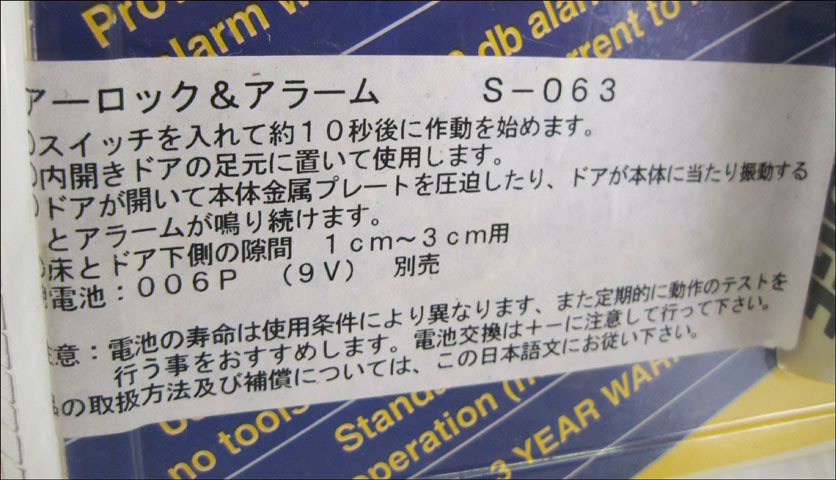 Pro
alarm w
db alar
rrent to
アーロック＆アラーム　S－063
）スイッチを入れて約１０秒後に作動を始めます。
）内開きドアの足元に置いて使用します。
）ドアが開いて本体金属プレートを圧迫したり、ドアが本体に当たり振動する
とアラームが鳴り続けます。
床とドア下側の隙間　１ｃｍ～３ｃｍ用
電池：００６Ｐ　（９Ｖ）　別売
意：電池の寿命は使用条件により異なります、また定期的に動作のテストを
行う事をおすすめします。電池交換は＋－に注意して行って下さい。
の取扱方法及び補償については、この日本語文にお従い下さい。
no tools
Stand
operation (
3 YEAR WAR